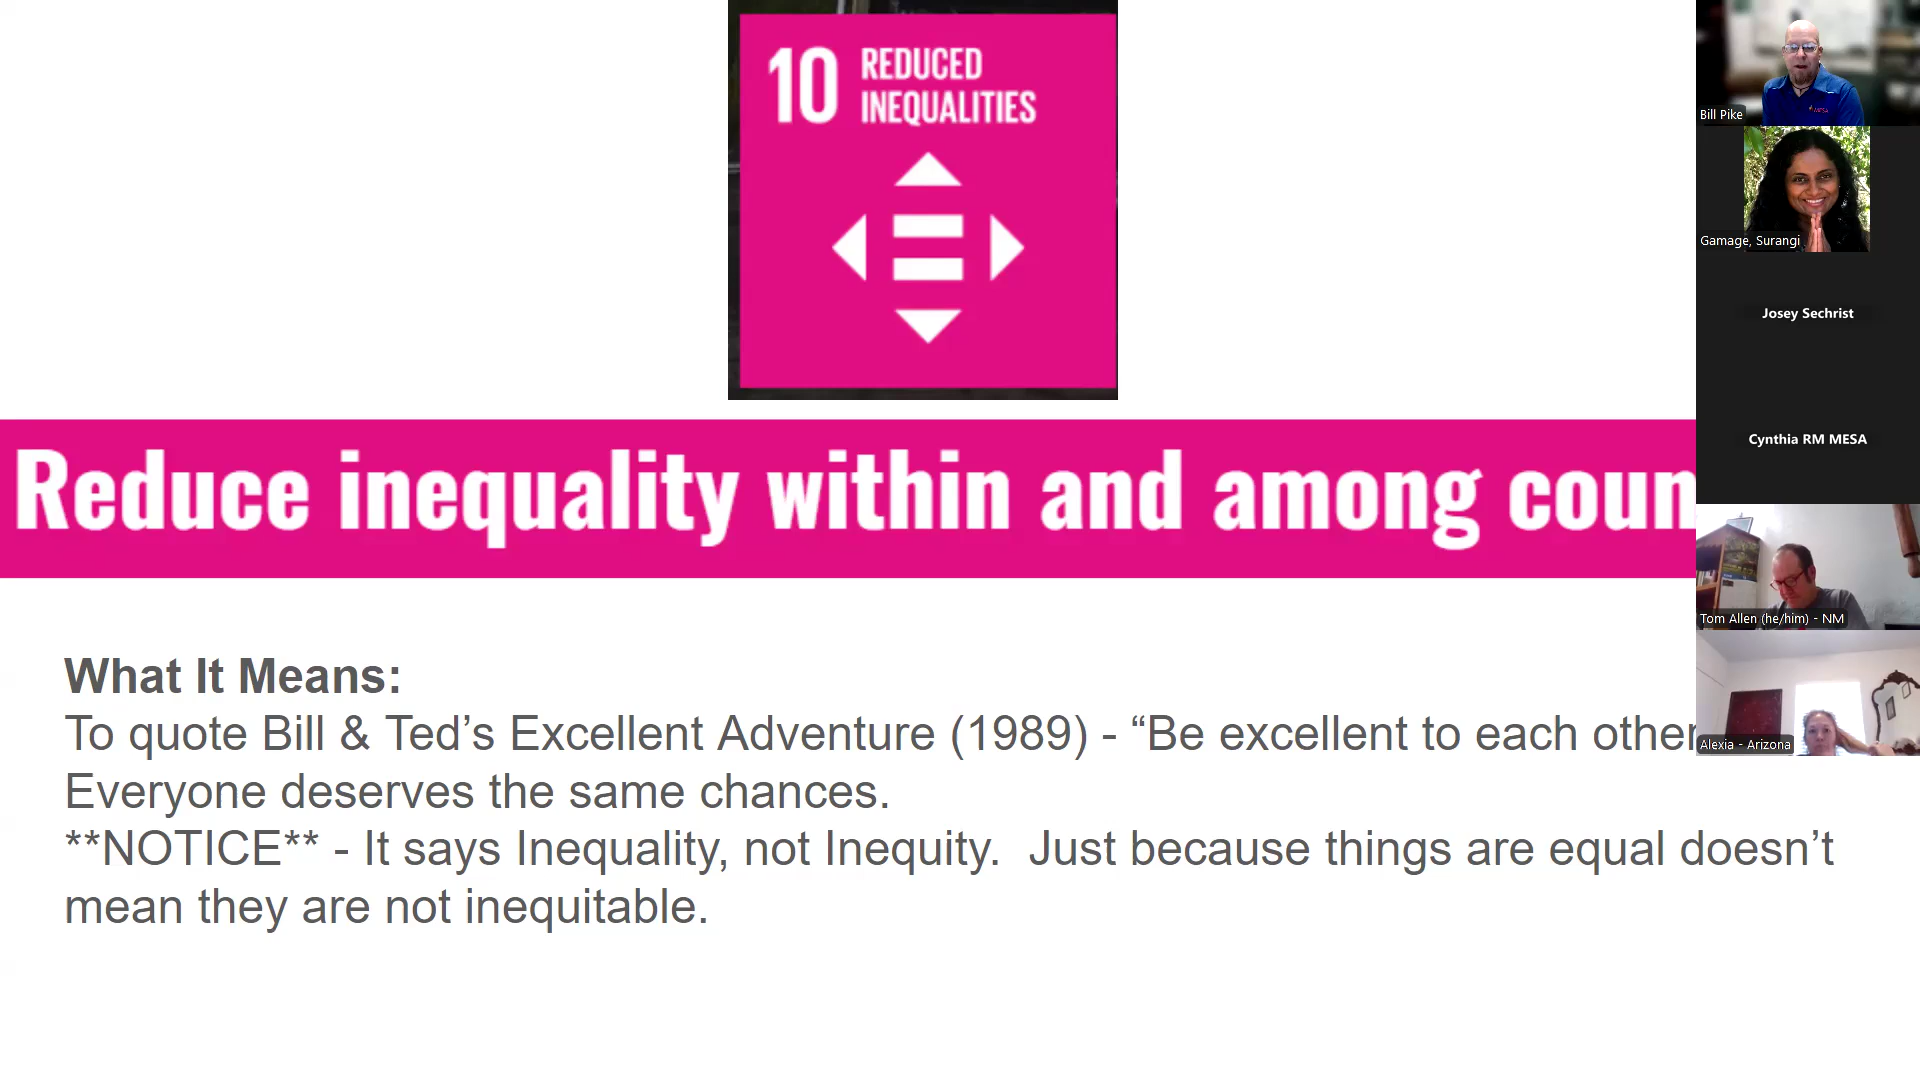 10 REDUCED
INEQUALITIES
Reduce inequality within and among coun
What It Means:
To quote Bill & Ted’s Excellent Adventure (1989) - “Be excellent to each other
Everyone deserves the same chances.
**NOTICE** - It says Inequality, not Inequity.  Just because things are equal doesn’t
mean they are not inequitable.
Bill Pike
Gamage, Surangi
Josey Sechrist
Cynthia RM MESA
Tom Allen (he/him) - NM
Alexia - Arizona